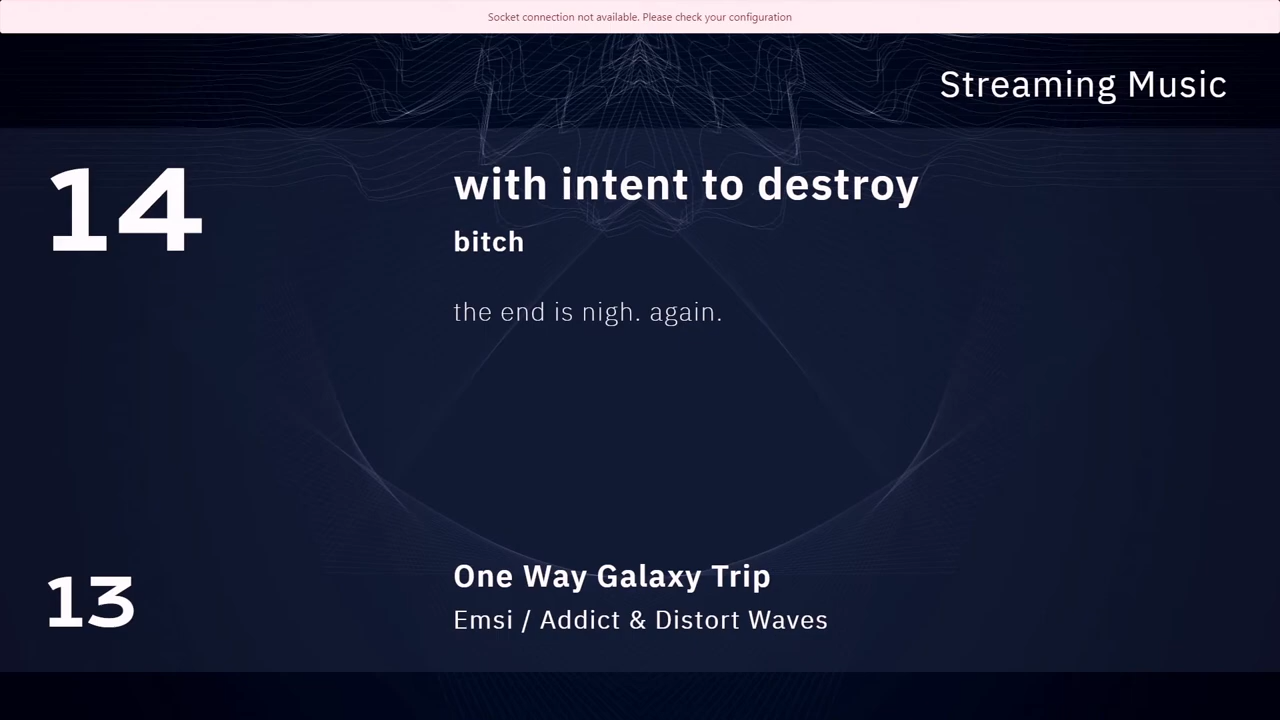 Socket connection not available. Please check your configuration
Streaming Music
14
with intent to destroy
bitch
the end is nigh. again.
13
One Way Galaxy Trip
Emsi / Addict & Distort Waves